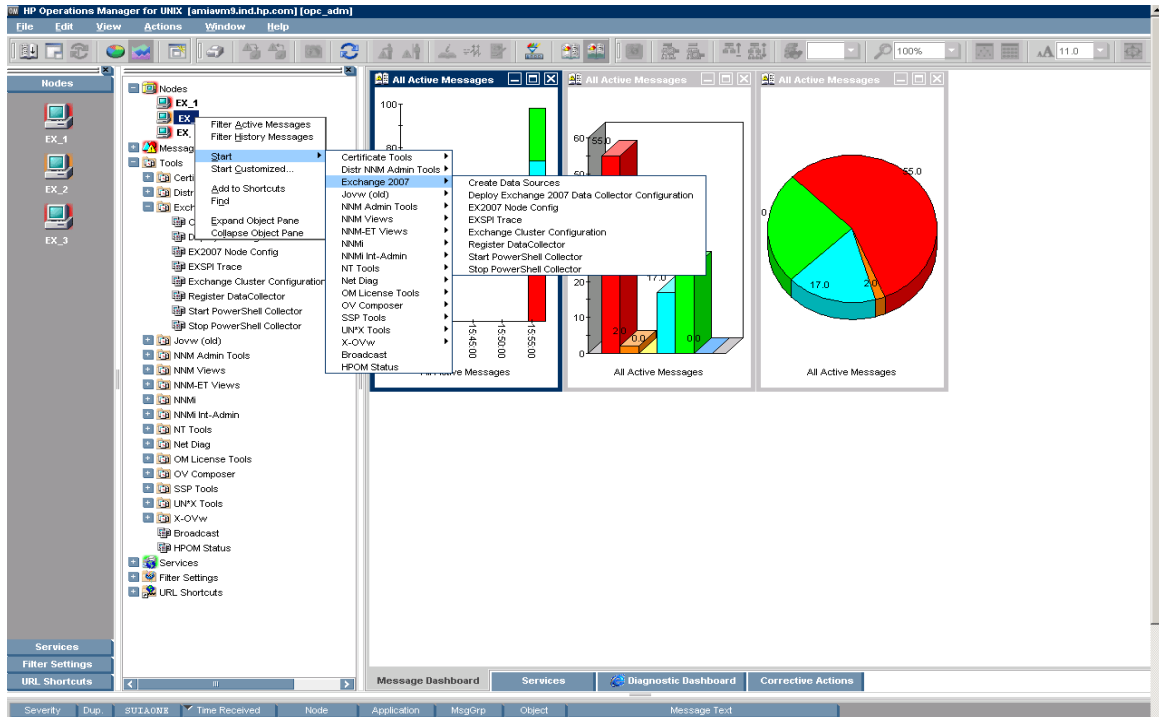 HP Operations Manager for UNIX [amiavm9.ind.hp.com] [opc_adm]
File Edit View Actions Window Help
100%
11.0
Nodes
EX_1
EX_2
EX_3
Services
Filter Settings
URL Shortcuts
Nodes
EX_1
EX_
EX_
Messag
Tools
Certi
Distr
Exch
EX2007 Node Config
EXSPI Trace
Exchange Cluster Configuration
Register DataCollector
Start PowerShell Collector
Stop PowerShell Collector
Jovw (old)
NNM Admin Tools
NNM Views
NNM-ET Views
NNMi
NNMi Int-Admin
NT Tools
Net Diag
OM License Tools
OV Composer
SSP Tools
UN*X Tools
X-OVw
Broadcast
HPOM Status
Services
Filter Settings
URL Shortcuts
Filter Active Messages
Filter History Messages
Start
Start Customized...
Add to Shortcuts
Find
Expand Object Pane
Collapse Object Pane
Certificate Tools
Distr NNM Admin Tools
Exchange 2007
Jovw (old)
NNM Admin Tools
NNM Views
NNM-ET Views
NNMi
NNMi Int-Admin
NT Tools
Net Diag
OM License Tools
OV Composer
SSP Tools
UN*X Tools
X-OVw
Broadcast
HPOM Status
Create Data Sources
Deploy Exchange 2007 Data Collector Configuration
EX2007 Node Config
EXSPI Trace
Exchange Cluster Configuration
Register DataCollector
Start PowerShell Collector
Stop PowerShell Collector
All Active Messages
100
80
15:45:00
15:50:00
15:55:00
All Active Messages
All Active Messages
60
55.0
50
20
17.0
10
2.0
0.0
0.0
0
All Active Messages
All Active Messages
55.0
17.0
2.0
All Active Messages
Message Dashboard Services Diagnostic Dashboard Corrective Actions
Severity Dup. SUIAONE Time Received Node Application MsgGrp Object Message Text